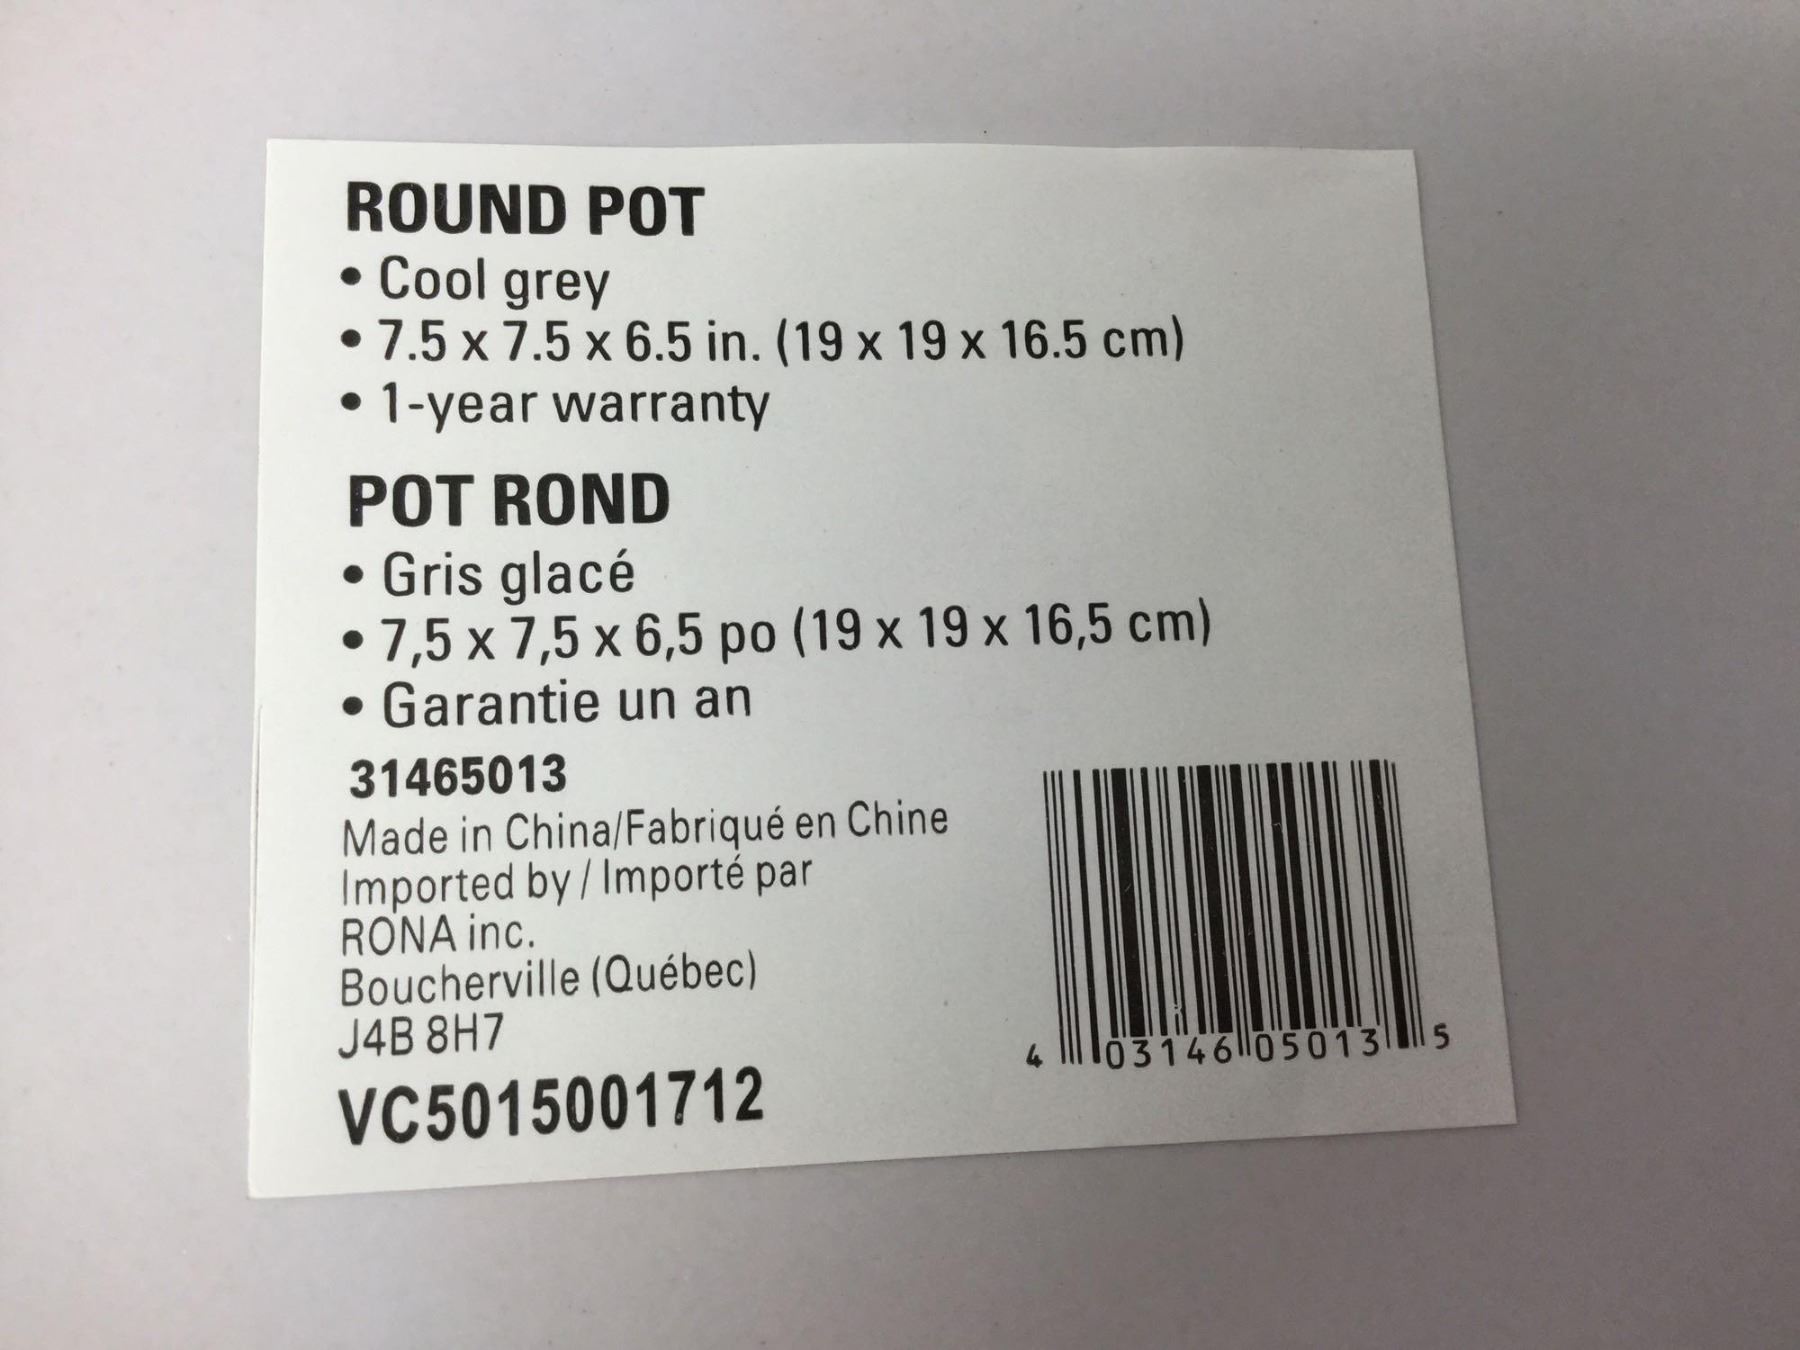 ROUND POT
• Cool grey
• 7.5 x 7.5 x 6.5 in. (19 x 19 x 16.5 cm)
• 1-year warranty
POT ROND
• Gris glacé
• 7,5 x 7,5 x 6,5 po (19 x 19 x 16,5 cm)
• Garantie un an
31465013
Made in China/Fabriqué en Chine
Imported by / Importé par
RONA inc.
Boucherville (Québec)
J4B 8H7
VC5015001712
4 03146 05013 5